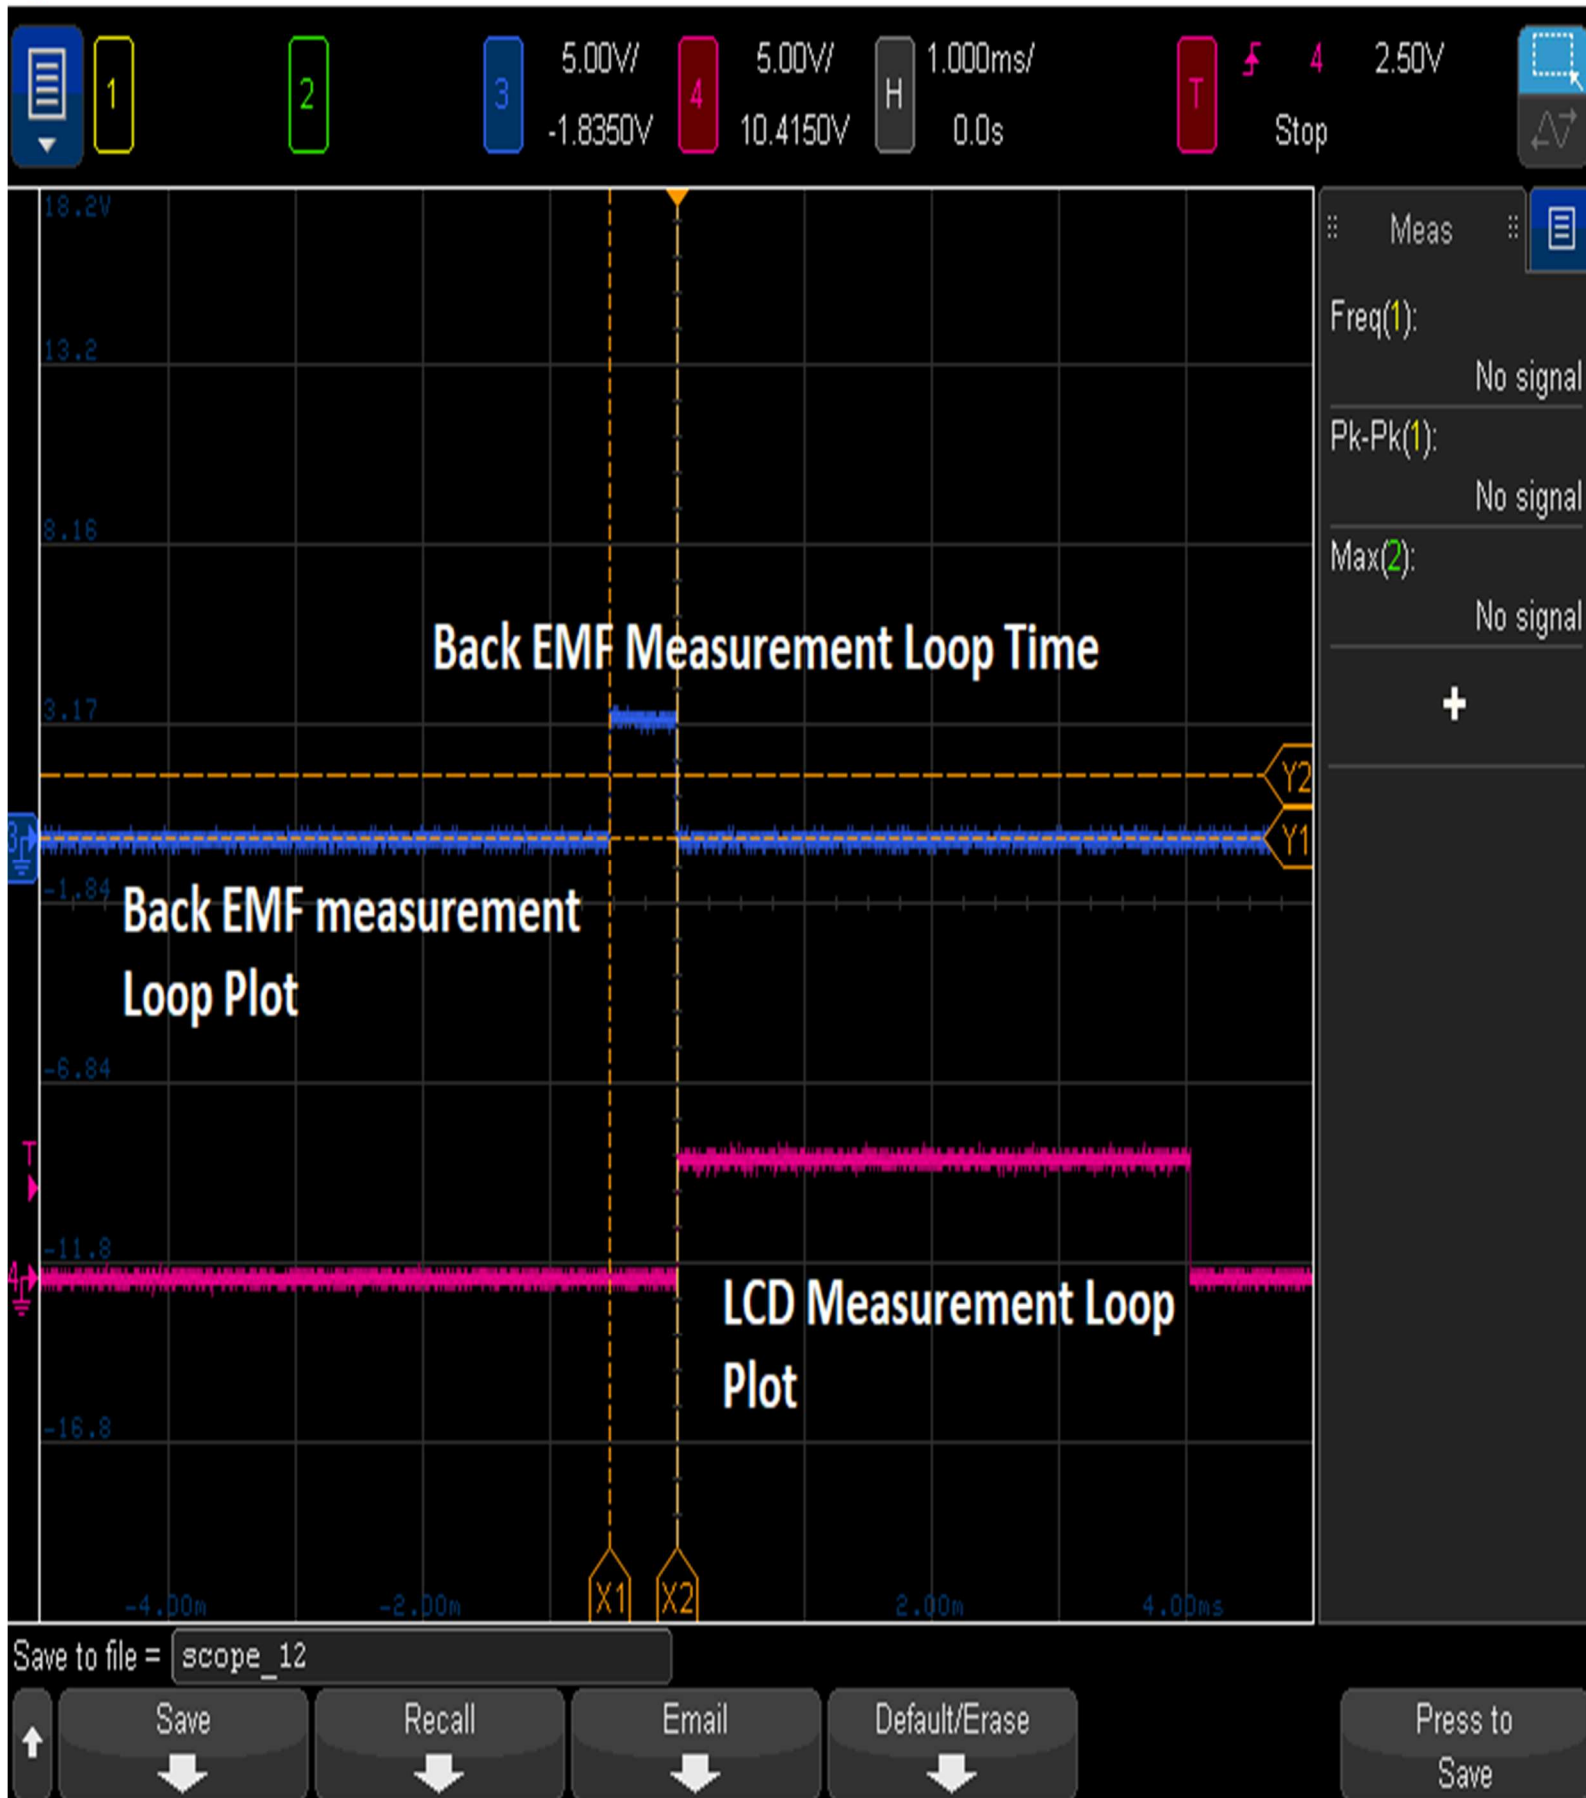 1
2
3
5.00V/
-1.8350V
4
5.00V/
10.4150V
H
1.000ms/
0.0s
T
4
2.50V
Stop
18.2V
13.2
8.16
3.17
-1.84
-6.84
-11.8
-16.8
Back EMF Measurement Loop Time
Y2
Y1
3
Back EMF measurement
Loop Plot
T
4
LCD Measurement Loop
Plot
X1
X2
-4.00m
-2.00m
2.00m
4.00ms
Meas
Freq(1):
No signal
Pk-Pk(1):
No signal
Max(2):
No signal
+
Save to file = scope_12
Save
Recall
Email
Default/Erase
Press to
Save